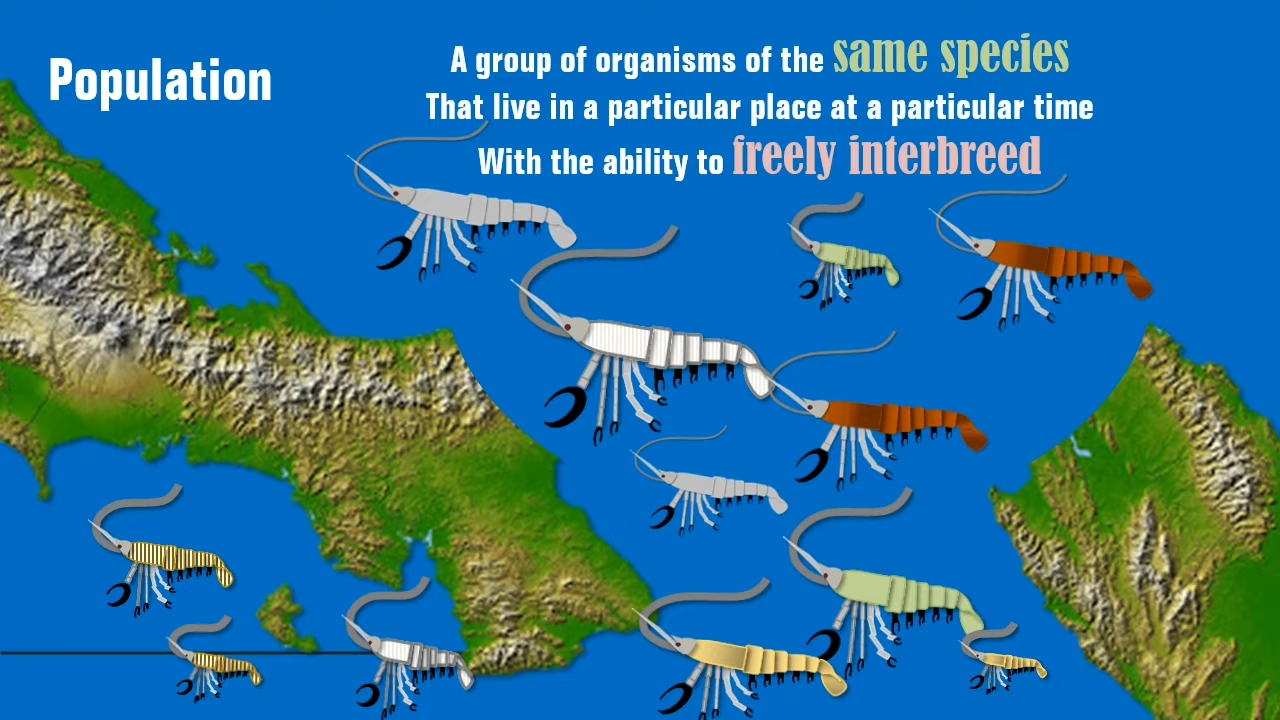 Population
A group of organisms of the same species
That live in a particular place at a particular time
With the ability to freely interbreed